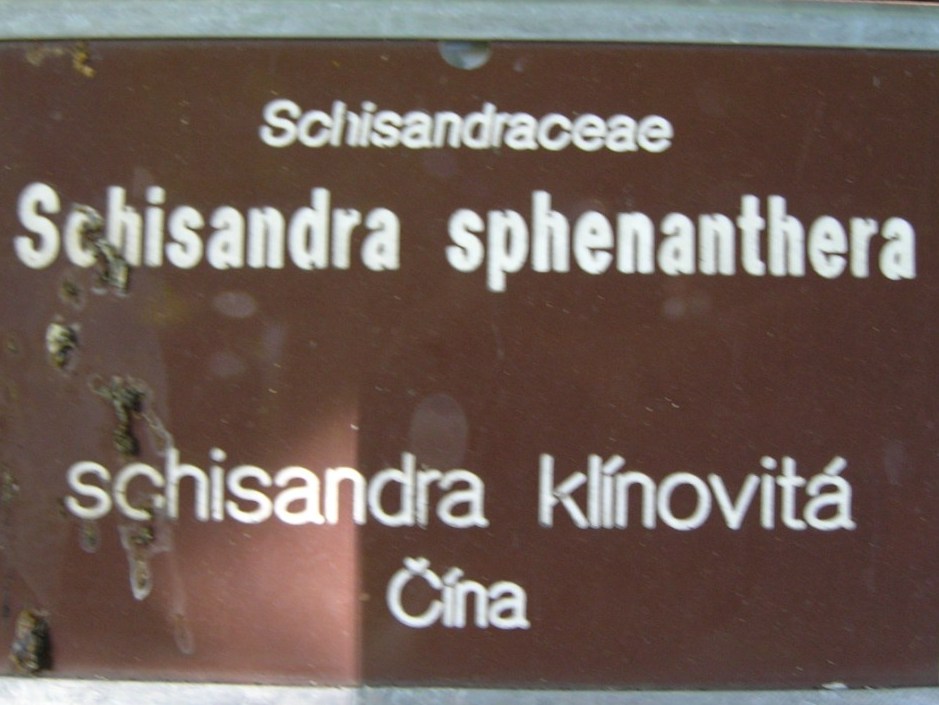 Schisandraceae
Schisandra sphenanthera
schisandra klínovitá
Čína